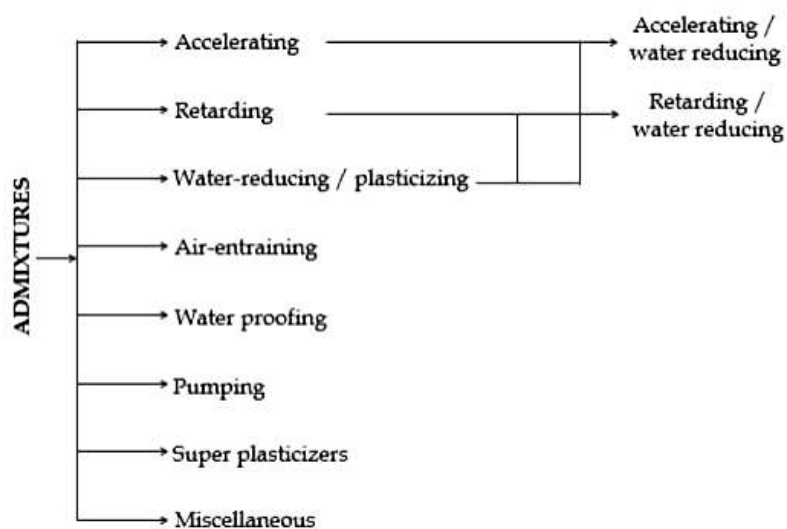 ADMIXTURES
Accelerating
Retarding
Water-reducing / plasticizing
Air-entraining
Water proofing
Pumping
Super plasticizers
Miscellaneous
Accelerating /
water reducing
Retarding /
water reducing